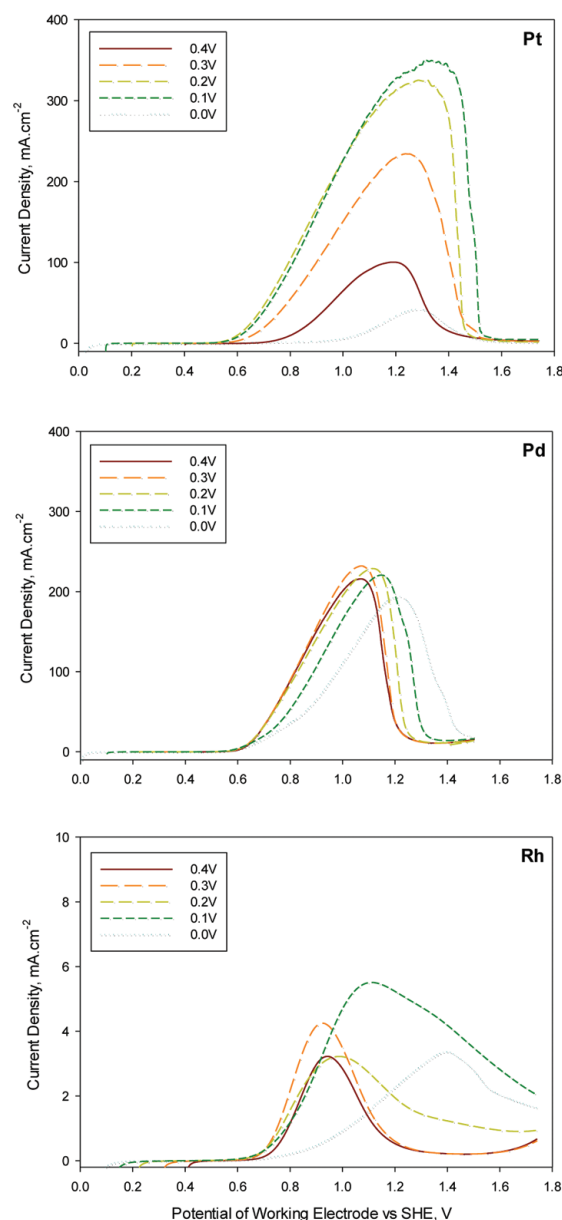 400
Pt
0.4V
0.3V
0.2V
0.1V
0.0V
300
200
100
0
Current Density, mA.cm-2
0.0 0.2 0.4 0.6 0.8 1.0 1.2 1.4 1.6 1.8
400
Pd
0.4V
0.3V
0.2V
0.1V
0.0V
300
200
100
0
Current Density, mA.cm-2
0.0 0.2 0.4 0.6 0.8 1.0 1.2 1.4 1.6 1.8
10
Rh
0.4V
0.3V
0.2V
0.1V
0.0V
8
6
4
2
0
Current Density, mA.cm-2
0.0 0.2 0.4 0.6 0.8 1.0 1.2 1.4 1.6 1.8
Potential of Working Electrode vs SHE, V